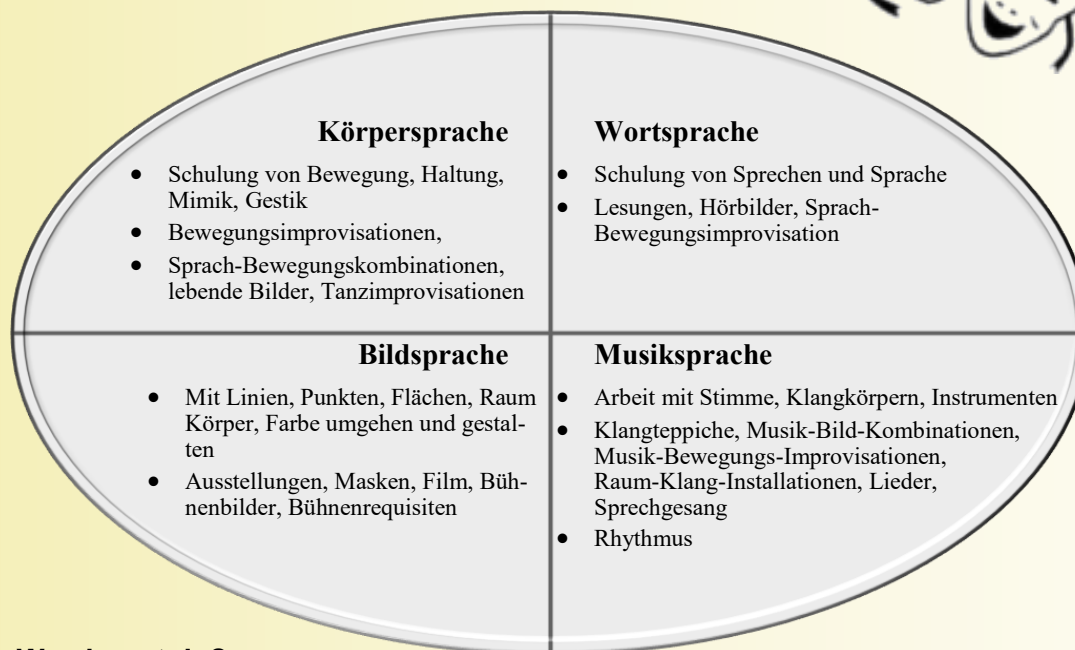 Körpersprache
• Schulung von Bewegung, Haltung,
Mimik, Gestik
• Bewegungsimprovisationen,
• Sprach-Bewegungskombinationen,
lebende Bilder, Tanzimprovisationen
Wortsprache
• Schulung von Sprechen und Sprache
• Lesungen, Hörbilder, Sprach-
Bewegungsimprovisation
Bildsprache
• Mit Linien, Punkten, Flächen, Raum
Körper, Farbe umgehen und gestal-
ten
• Ausstellungen, Masken, Film, Büh-
nenbilder, Bühnenrequisiten
Musiksprache
• Arbeit mit Stimme, Klangkörpern, Instrumenten
• Klangteppiche, Musik-Bild-Kombinationen,
Musik-Bewegungs-Improvisationen,
Raum-Klang-Installationen, Lieder,
Sprechgesang
• Rhythmus